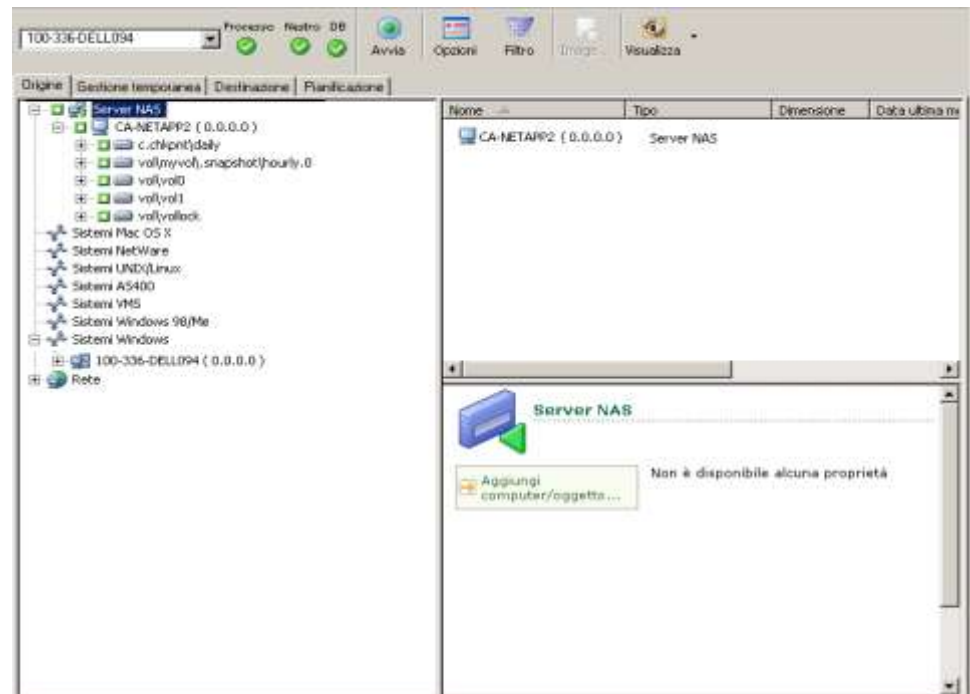 100-336-DELL094
Processo Nastro DB
Avvia
Opzioni
Filtro
Image...
Visualizza
Origine
Gestione temporanea
Destinazione
Pianificazione
Server NAS
CA-NETAPP2 ( 0.0.0.0 )
c.chkpnt\daily
vol\myvol\.snapshot\hourly.0
vol\vol0
vol\vol1
vol\vollock
Sistemi Mac OS X
Sistemi NetWare
Sistemi UNIX/Linux
Sistemi AS400
Sistemi VMS
Sistemi Windows 98/Me
Sistemi Windows
100-336-DELL094 ( 0.0.0.0 )
Rete
Nome
Tipo
Dimensione
Data ultima
CA-NETAPP2 ( 0.0.0.0 )
Server NAS
Server NAS
Aggiungi
computer/oggetto...
Non è disponibile alcuna proprietà